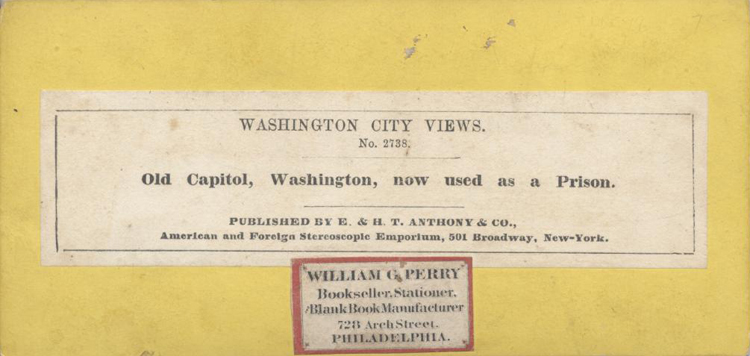 WASHINGTON CITY VIEWS.
No. 2738.
Old Capitol, Washington, now used as a Prison.
PUBLISHED BY E. & H. T. ANTHONY & CO.,
American and Foreign Stereoscopic Emporium, 501 Broadway, New-York.
WILLIAM G. PERRY
Bookseller, Stationer,
Blank Book Manufacturer
728 Arch Street.
PHILADELPHIA.